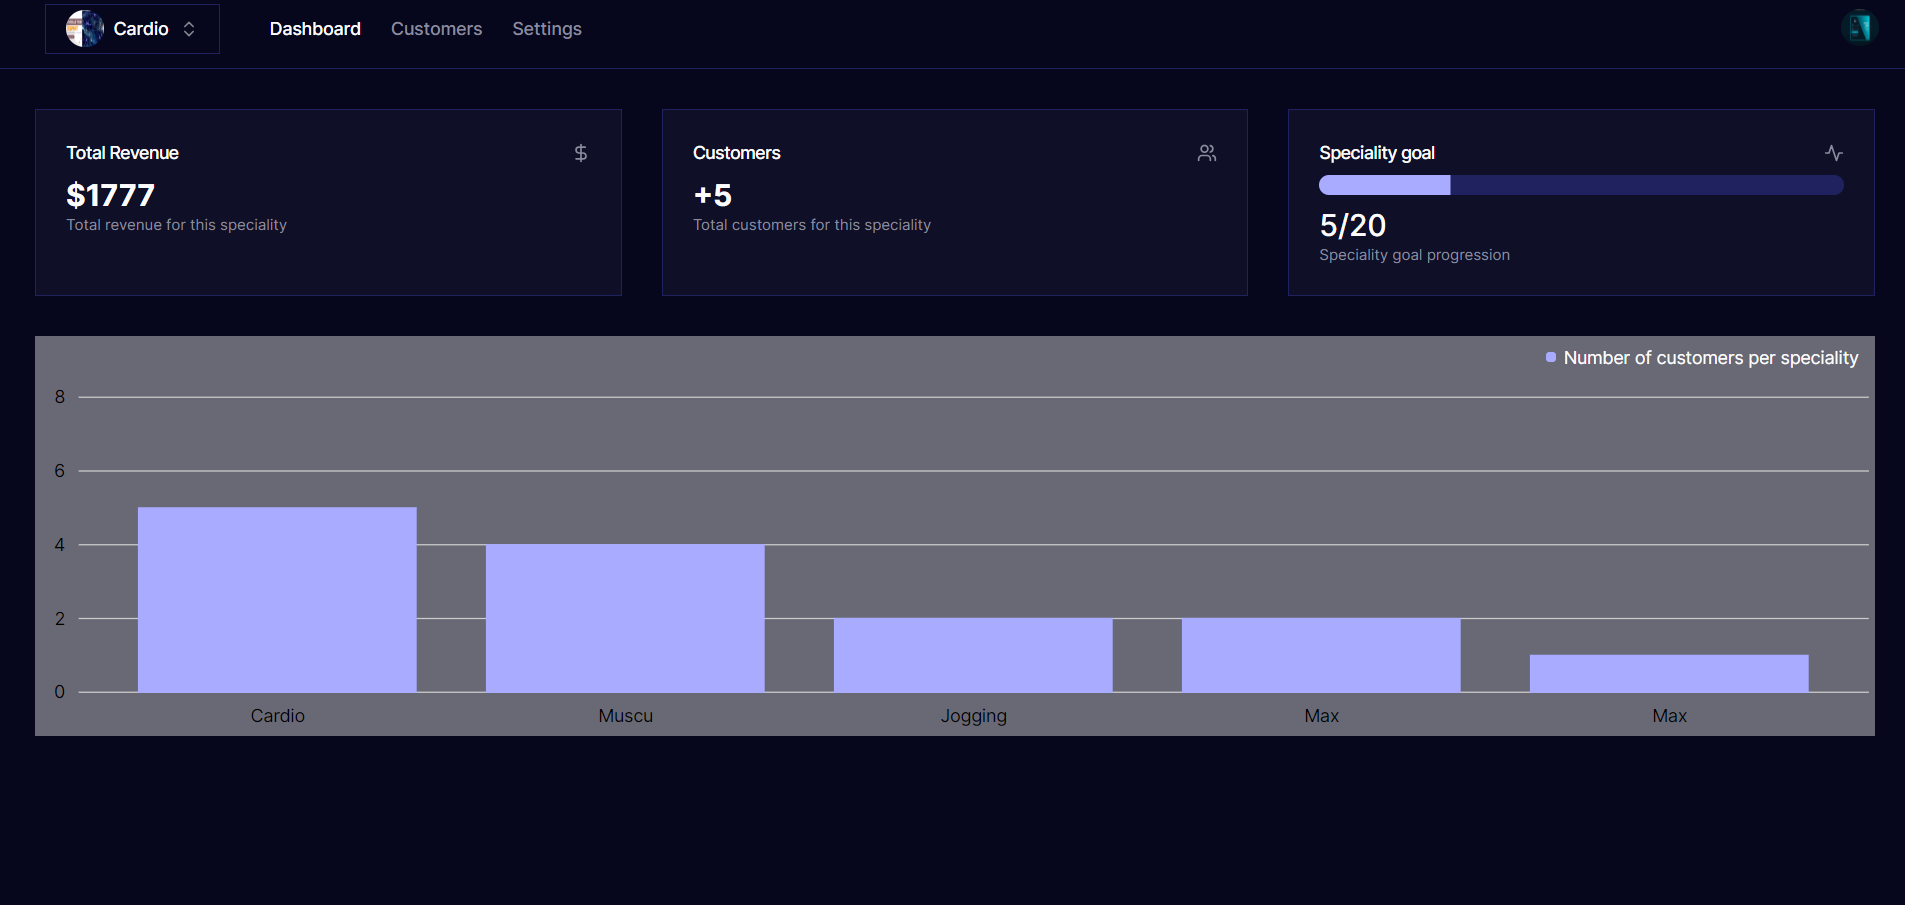 Cardio
Dashboard Customers Settings
Total Revenue
$1777
Total revenue for this speciality
Customers
+5
Total customers for this speciality
Speciality goal
5/20
Speciality goal progression
Number of customers per speciality
8
6
4
2
0
Cardio Muscu Jogging Max Max